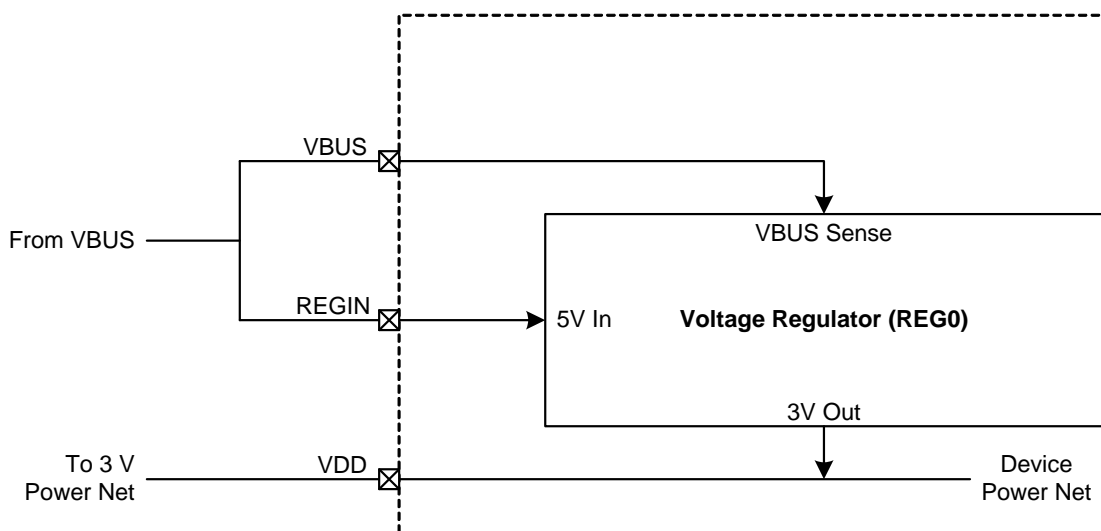 VBUS
VBUS Sense
From VBUS
REGIN
5V In
Voltage Regulator (REG0)
3V Out
To 3 V
Power Net
VDD
Device
Power Net